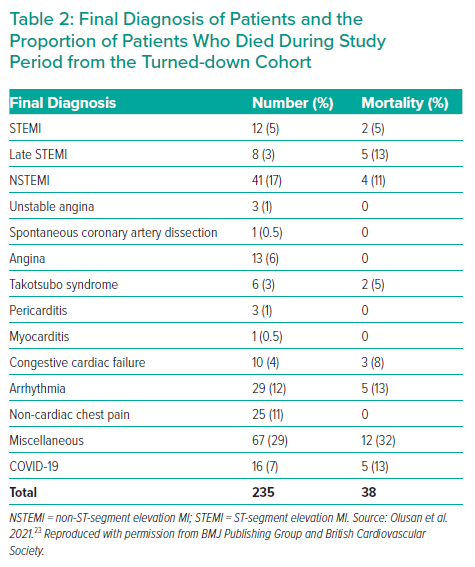 Table 2: Final Diagnosis of Patients and the
Proportion of Patients Who Died During Study
Period from the Turned-down Cohort
Final Diagnosis Number (%) Mortality (%)
STEMI 12 (5) 2 (5)
Late STEMI 8 (3) 5 (13)
NSTEMI 41 (17) 4 (11)
Unstable angina 3 (1) 0
Spontaneous coronary artery dissection 1 (0.5) 0
Angina 13 (6) 0
Takotsubo syndrome 6 (3) 2 (5)
Pericarditis 3 (1) 0
Myocarditis 1 (0.5) 0
Congestive cardiac failure 10 (4) 3 (8)
Arrhythmia 29 (12) 5 (13)
Non-cardiac chest pain 25 (11) 0
Miscellaneous 67 (29) 12 (32)
COVID-19 16 (7) 5 (13)
Total 235 38
NSTEMI = non-ST-segment elevation MI; STEMI = ST-segment elevation MI. Source: Olusan et al.
2021.23 Reproduced with permission from BMJ Publishing Group and British Cardiovascular
Society.